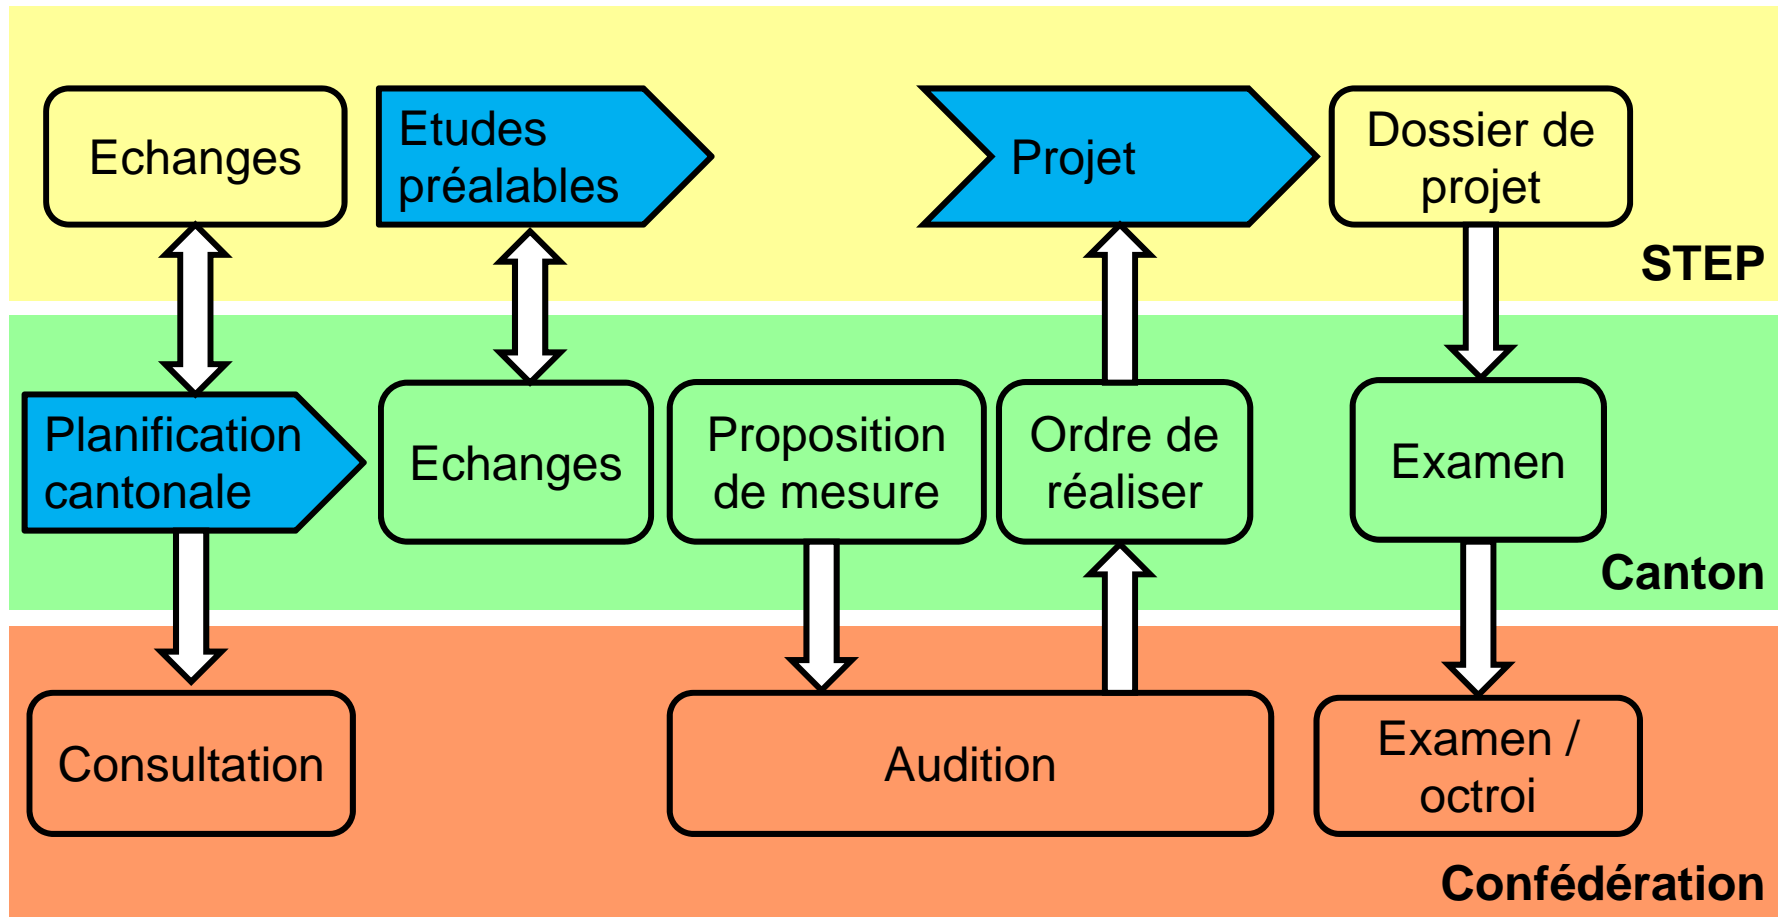 Echanges
Etudes
préalables
Projet
Dossier de
projet
STEP
Planification
cantonale
Echanges
Proposition
de mesure
Ordre de
réaliser
Examen
Canton
Consultation
Audition
Examen /
octroi
Confédération